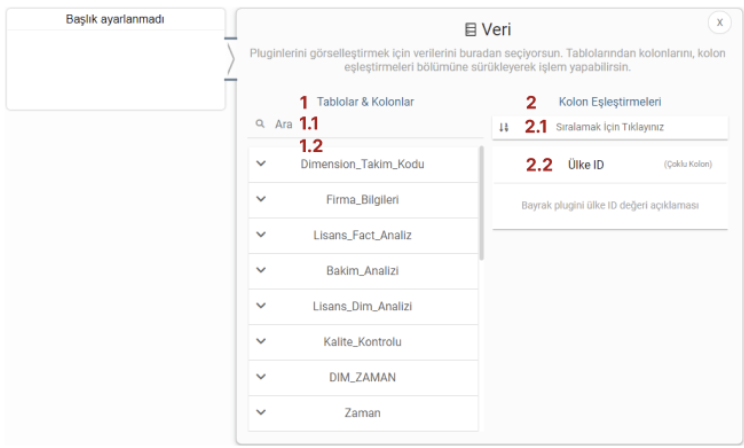 Başlık ayarlanmadı
Veri
X
Pluginlerini görselleştirmek için verilerini buradan seçiyorsun. Tablolarından kolonlarını, kolon
eşleştirmeleri bölümüne sürükleyerek işlem yapabilirsin.
1 Tablolar & Kolonlar
Ara 1.1
1.2
Dimension_Takim_Kodu
Firma_Bilgileri
Lisans_Fact_Analiz
Bakim_Analizi
Lisans_Dim_Analizi
Kalite_Kontrolu
DIM_ZAMAN
Zaman
2 Kolon Eşleştirmeleri
2.1 Sıralamak İçin Tıklayınız
2.2 Ülke ID (Çoklu Kolon)
Bayrak plugini ülke ID değeri açıklaması